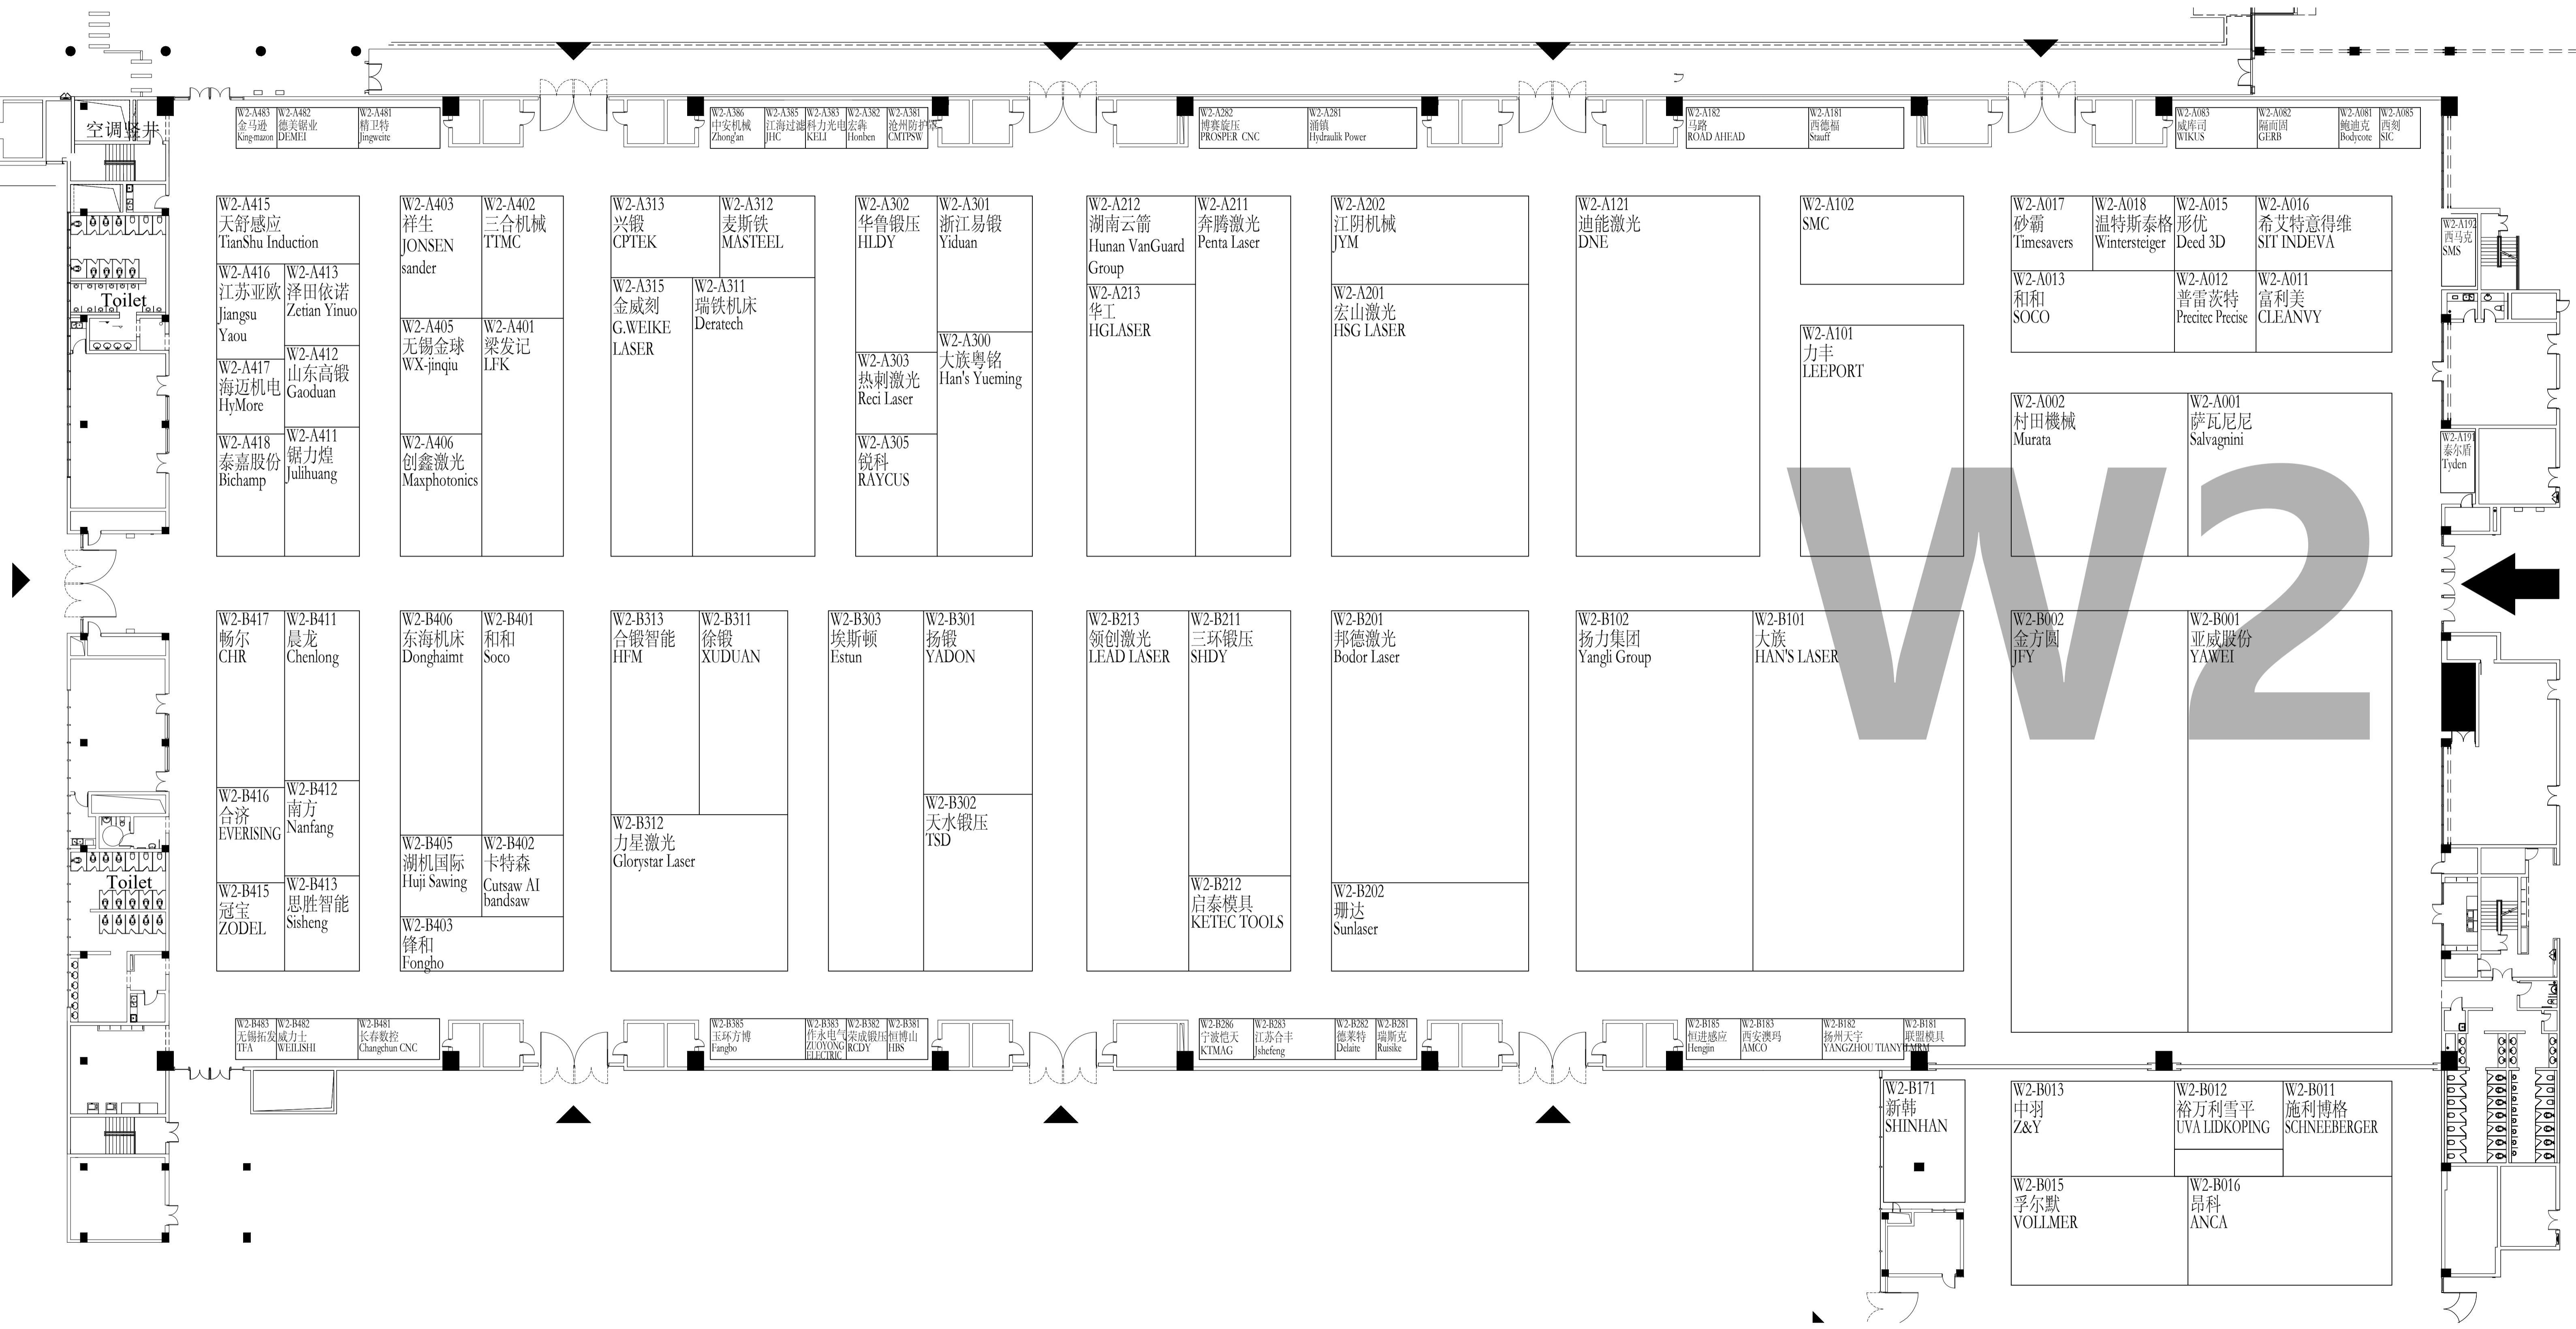 空调竖井
W2-A483
金马逊
King-mazon
W2-A482
德美锯业
DEMEI
W2-A481
精卫特
Jingweite
W2-A386
中安机械
Zhong'an
W2-A385
江海过滤
JHC
W2-A383
科力光电
KELI
W2-A382
宏犇
Honben
W2-A381
沧州防护罩
CMTPSW
W2-A282
博赛旋压
PROSPER CNC
W2-A281
涌镇
Hydraulik Power
W2-A182
马路
ROAD AHEAD
W2-A181
西德福
Stauff
W2-A083
威库司
WIKUS
W2-A082
隔而固
GERB
W2-A081
鲍迪克
Bodycote
W2-A085
西刻
SIC
W2-A415
天舒感应
TianShu Induction
W2-A416
江苏亚欧
Jiangsu
Yaou
W2-A413
泽田依诺
Zetian Yinuo
W2-A412
山东高锻
Gaoduan
W2-A417
海迈机电
HyMore
W2-A411
锯力煌
Julihuang
W2-A418
泰嘉股份
Bichamp
W2-A403
祥生
JONSEN
sander
W2-A402
三合机械
TTMC
W2-A405
无锡金球
WX-jinqiu
W2-A401
梁发记
LFK
W2-A406
创鑫激光
Maxphotonics
W2-A313
兴锻
CPTEK
W2-A312
麦斯铁
MASTEEL
W2-A315
金威刻
G.WEIKE
LASER
W2-A311
瑞铁机床
Deratech
W2-A302
华鲁锻压
HLDY
W2-A301
浙江易锻
Yiduan
W2-A300
大族粤铭
Han's Yueming
W2-A303
热刺激光
Reci Laser
W2-A305
锐科
RAYCUS
W2-A212
湖南云箭
Hunan VanGuard
Group
W2-A211
奔腾激光
Penta Laser
W2-A213
华工
HGLASER
W2-A202
江阴机械
JYM
W2-A201
宏山激光
HSG LASER
W2-A121
迪能激光
DNE
W2-A102
SMC
W2-A101
力丰
LEEPORT
W2-A017
砂霸
Timesavers
W2-A018
温特斯泰格
Wintersteiger
W2-A015
形优
Deed 3D
W2-A016
希艾特意得维
SIT INDEVA
W2-A013
和和
SOCO
W2-A012
普雷茨特
Precitec Precise
W2-A011
富利美
CLEANVY
W2-A002
村田機械
Murata
W2-A001
萨瓦尼尼
Salvagnini
W2-A192
西马克
SMS
W2-A191
泰尔盾
Tyden
Toilet
W2
W2-B417
畅尔
CHR
W2-B411
晨龙
Chenlong
W2-B416
合济
EVERISING
W2-B412
南方
Nanfang
W2-B415
冠宝
ZODEL
W2-B413
思胜智能
Sisheng
W2-B406
东海机床
Donghaimt
W2-B401
和和
Soco
W2-B405
湖机国际
Huji Sawing
W2-B402
卡特森
Cutsaw AI
bandsaw
W2-B403
锋和
Fongho
W2-B313
合锻智能
HFM
W2-B311
徐锻
XUDUAN
W2-B312
力星激光
Glorystar Laser
W2-B303
埃斯顿
Estun
W2-B301
扬锻
YADON
W2-B302
天水锻压
TSD
W2-B213
领创激光
LEAD LASER
W2-B211
三环锻压
SHDY
W2-B212
启泰模具
KETEC TOOLS
W2-B201
邦德激光
Bodor Laser
W2-B202
珊达
Sunlaser
W2-B102
扬力集团
Yangli Group
W2-B101
大族
HAN'S LASER
W2-B002
金方圆
JFY
W2-B001
亚威股份
YAWEI
Toilet
W2-B483
无锡拓发
TFA
W2-B482
威力士
WEILISHI
W2-B481
长春数控
Changchun CNC
W2-B385
玉环方博
Fangbo
W2-B383
作永电气
ZUOYONG
ELECTRIC
W2-B382
荣成锻压
RCDY
W2-B381
恒博山
HBS
W2-B286
宁波恺天
KTMAG
W2-B283
江苏合丰
Jshefeng
W2-B282
德莱特
Delaite
W2-B281
瑞斯克
Ruisike
W2-B185
恒进感应
Hengjin
W2-B183
西安澳玛
AMCO
W2-B182
扬州天宇
YANGZHOU TIANYU
W2-B181
联盟模具
LMRM
W2-B171
新韩
SHINHAN
W2-B013
中羽
Z&Y
W2-B012
裕万利雪平
UVA LIDKOPING
W2-B011
施利博格
SCHNEEBERGER
W2-B015
孚尔默
VOLLMER
W2-B016
昂科
ANCA